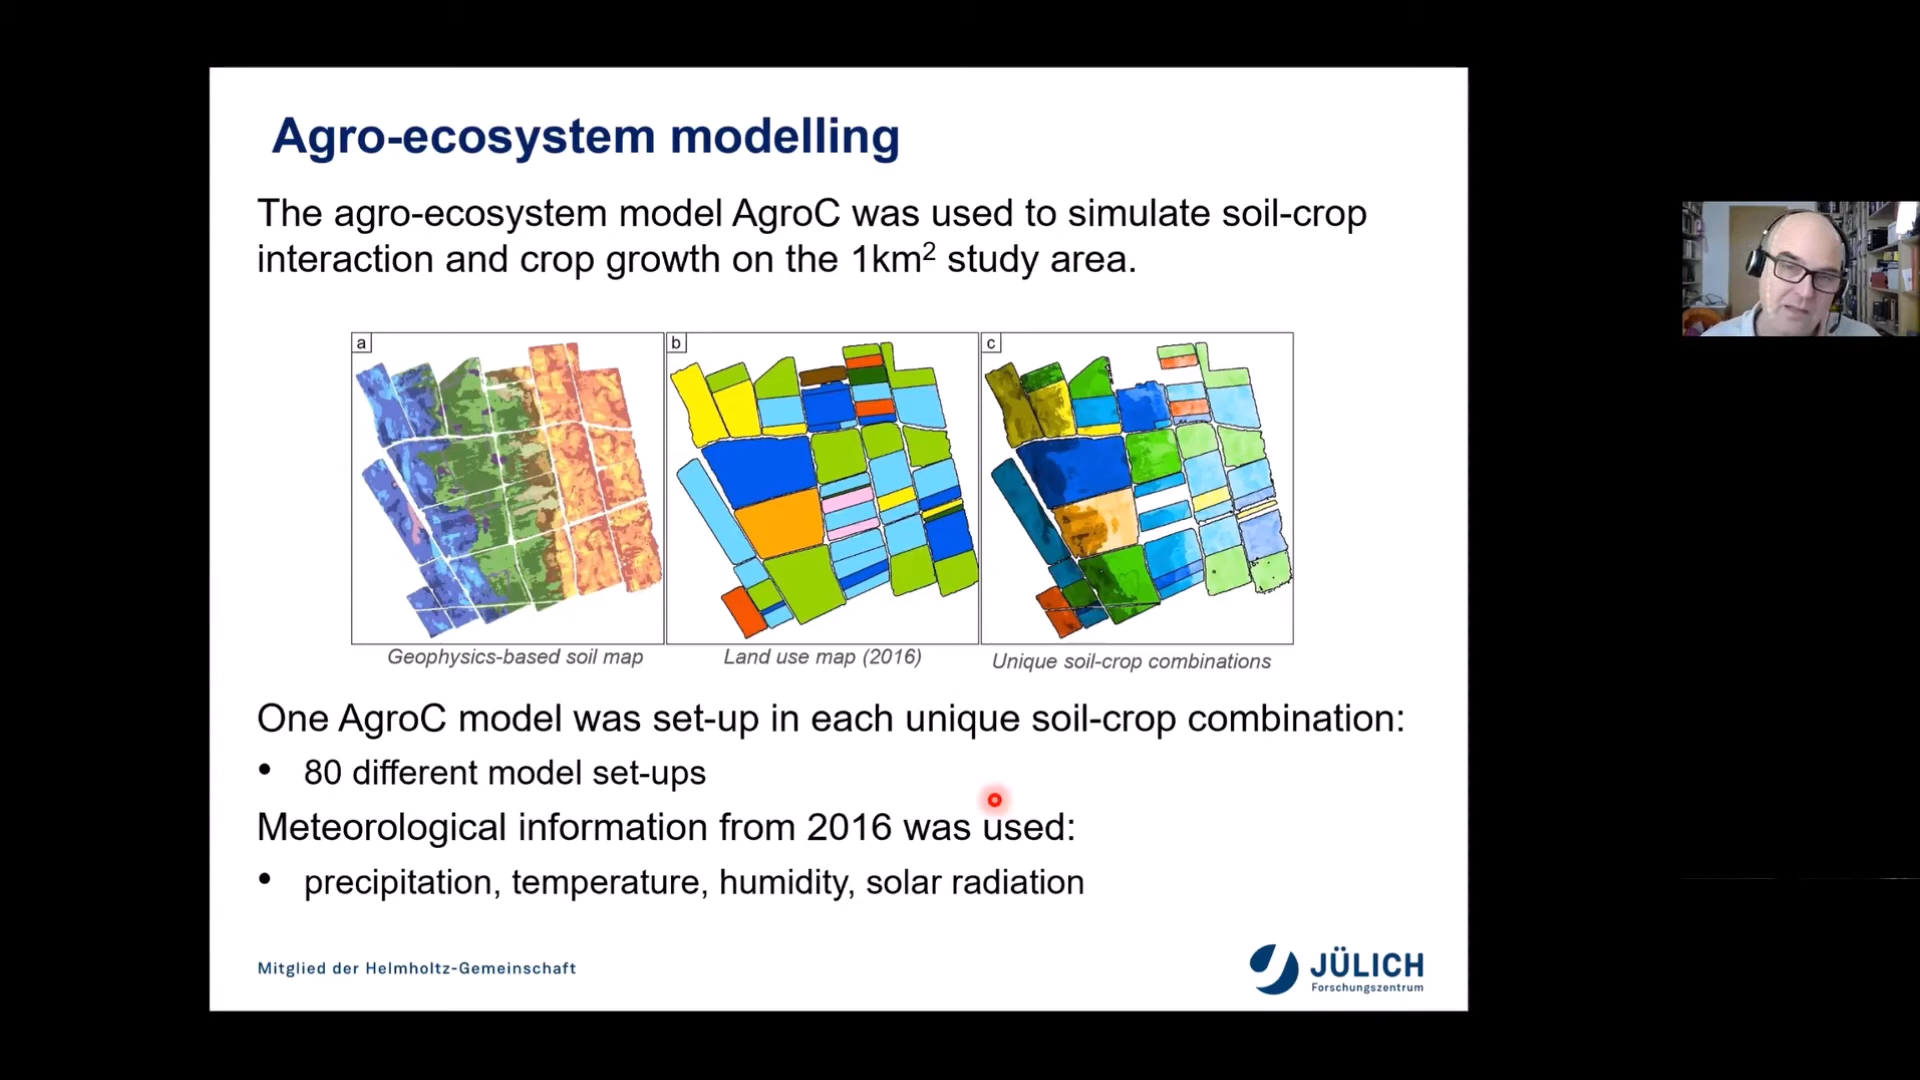 Agro-ecosystem modelling
The agro-ecosystem model AgroC was used to simulate soil-crop
interaction and crop growth on the 1km² study area.
a
b
c
Geophysics-based soil map
Land use map (2016)
Unique soil-crop combinations
One AgroC model was set-up in each unique soil-crop combination:
• 80 different model set-ups
Meteorological information from 2016 was used:
• precipitation, temperature, humidity, solar radiation
Mitglied der Helmholtz-Gemeinschaft
JÜLICH
Forschungszentrum